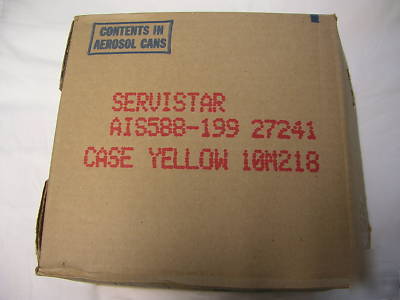 CONTENTS IN
AEROSOL CANS
SERVISTAR
AIS588-199 27241
CASE YELLOW 10M218